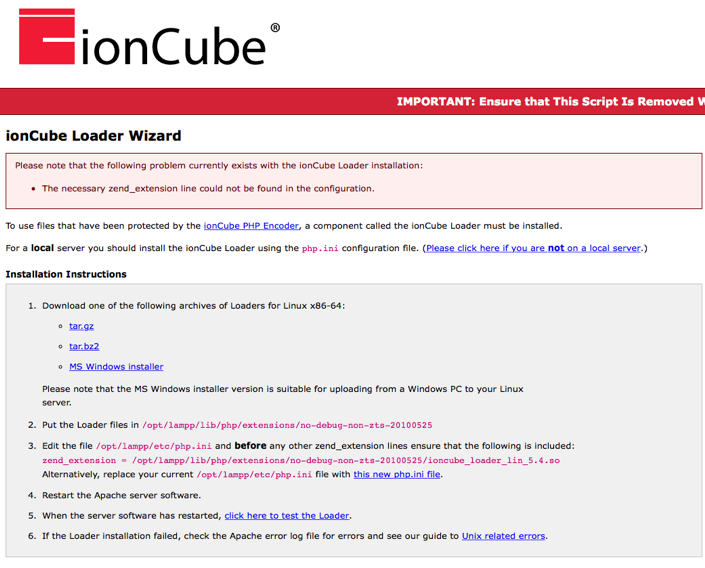 ionCube®
IMPORTANT: Ensure that This Script Is Removed W
ionCube Loader Wizard
Please note that the following problem currently exists with the ionCube Loader installation:
• The necessary zend_extension line could not be found in the configuration.
To use files that have been protected by the ionCube PHP Encoder, a component called the ionCube Loader must be installed.
For a local server you should install the ionCube Loader using the php.ini configuration file. (Please click here if you are not on a local server.)
Installation Instructions
1. Download one of the following archives of Loaders for Linux x86-64:
tar.gz
tar.bz2
MS Windows installer
Please note that the MS Windows installer version is suitable for uploading from a Windows PC to your Linux
server.
2. Put the Loader files in /opt/lampp/lib/php/extensions/no-debug-non-zts-20100525
3. Edit the file /opt/lampp/etc/php.ini and before any other zend_extension lines ensure that the following is included:
zend_extension = /opt/lampp/lib/php/extensions/no-debug-non-zts-20100525/ioncube_loader_lin_5.4.so
Alternatively, replace your current /opt/lampp/etc/php.ini file with this new php.ini file.
4. Restart the Apache server software.
5. When the server software has restarted, click here to test the Loader.
6. If the Loader installation failed, check the Apache error log file for errors and see our guide to Unix related errors.